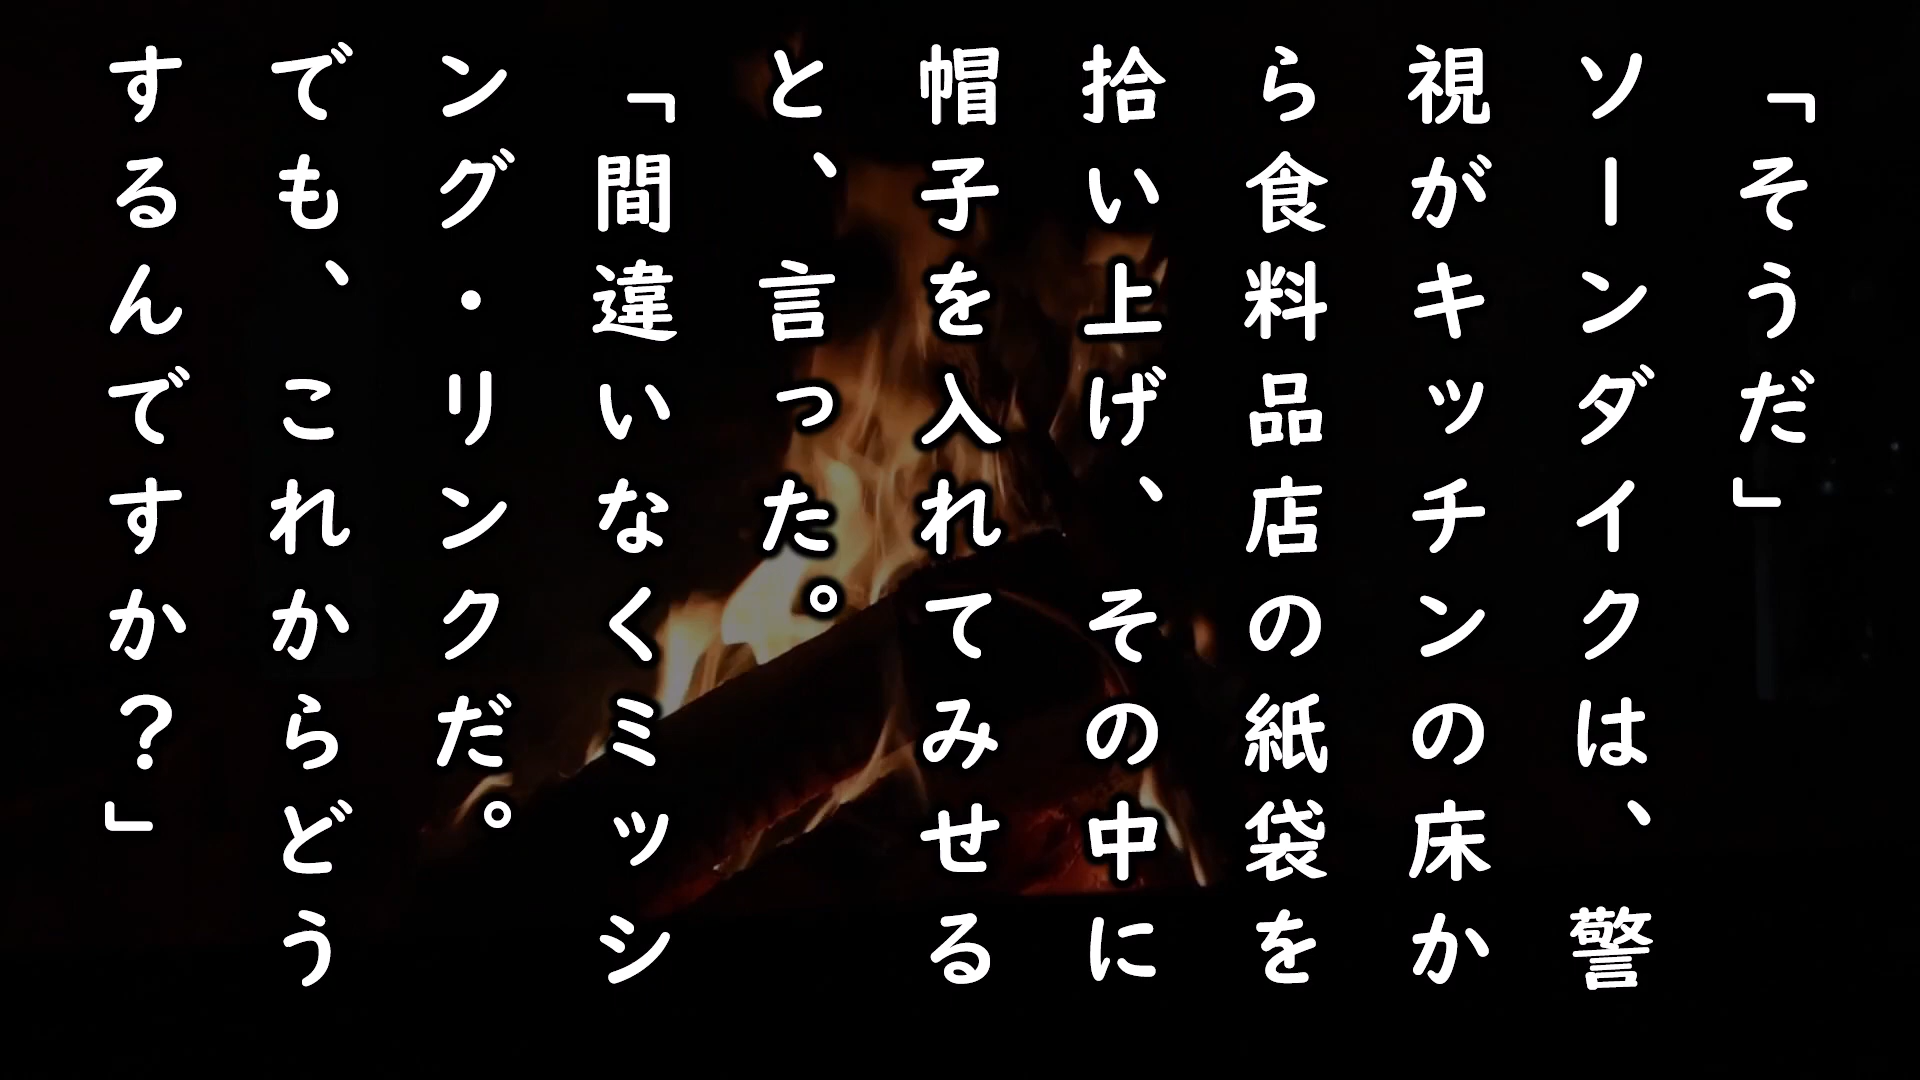 「そうだ」
ソーンダイクは、警
視がキッチンの床か
ら食料品店の紙袋を
拾い上げ、その中に
帽子を入れてみせる
と、言った。
「間違いなくミッシ
ング・リンクだ。
でも、これからどう
するんですか？」